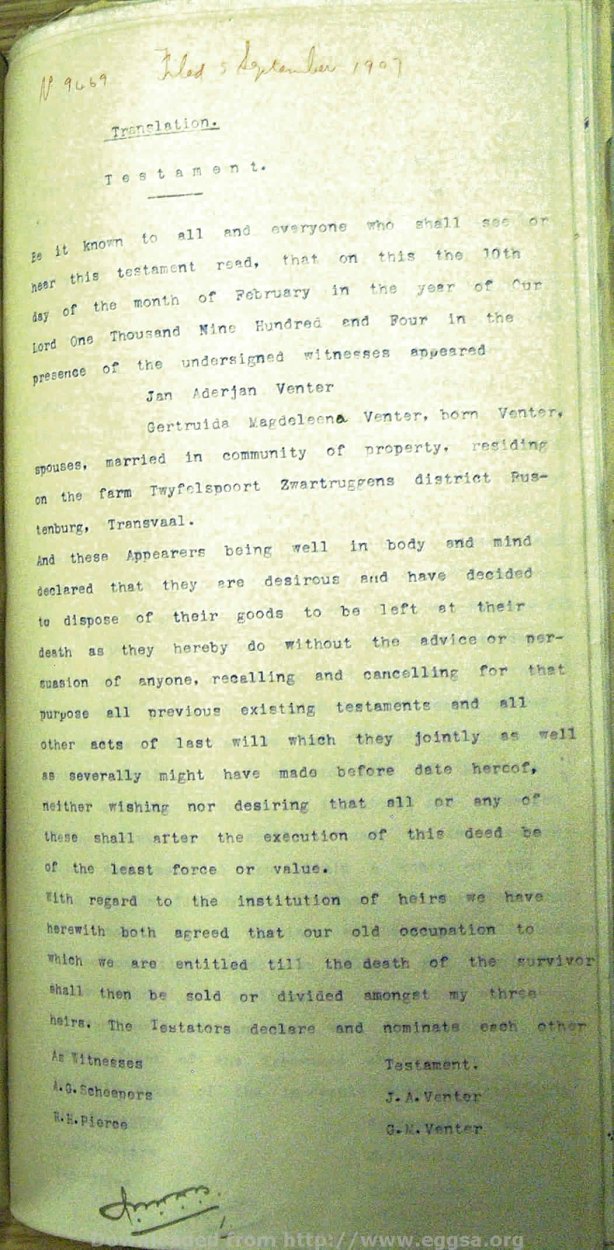 No 9669 Filed 5 September 1907
Translation.
Testament.
Be it known to all and everyone who shall see or
hear this testament read, that on this the 10th
day of the month of February in the year of Our
Lord One Thousand Nine Hundred and Four in the
presence of the undersigned witnesses appeared
Jan Aderjan Venter
Gertruida Magdeleena Venter, born Venter,
spouses, married in community of property, residing
on the farm Twyfelspoort Zwartruggens district Rus-
tenburg, Transvaal.
And these Appearers being well in body and mind
declared that they are desirous and have decided
to dispose of their goods to be left at their
death as they hereby do without the advice or per-
suasion of anyone, recalling and cancelling for that
purpose all previous existing testaments and all
other acts of last will which they jointly as well
as severally might have made before date hereof,
neither wishing nor desiring that all or any of
these shall after the execution of this deed be
of the least force or value.
With regard to the institution of heirs we have
herewith both agreed that our old occupation to
which we are entitled till the death of the survivor
shall then be sold or divided amongst my three
heirs. The Testators declare and nominate each other
As Witnesses Testament.
A.G. Scheepers J.A. Venter
R.H. Pierce G.M. Venter
Downloaded from http://www.eggsa.org